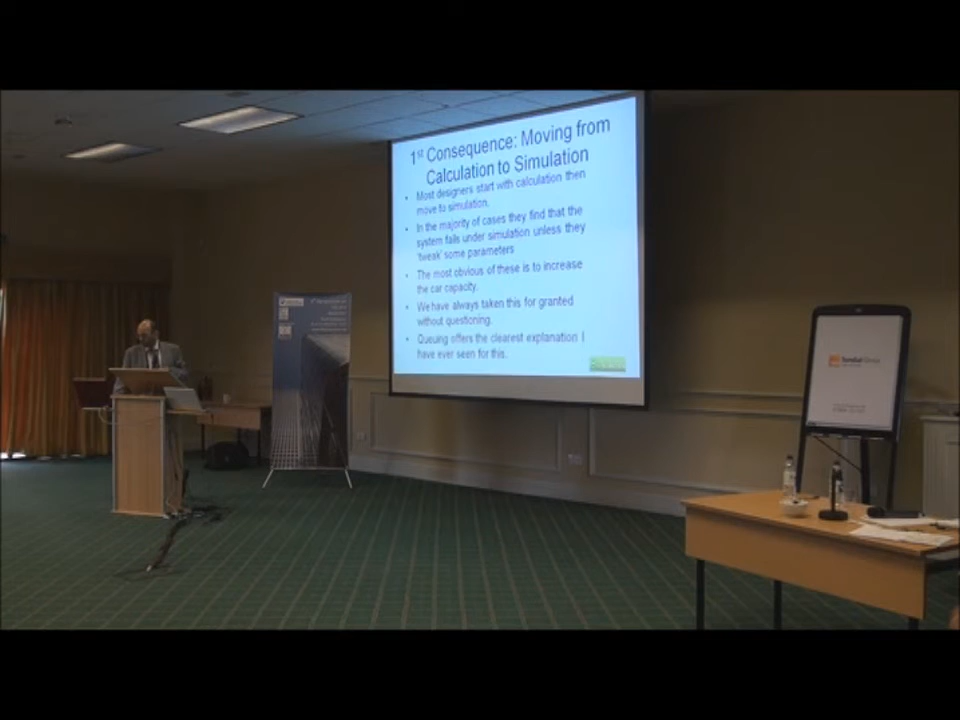 1st Consequence: Moving from
Calculation to Simulation
• Most designers start with calculation then
move to simulation.
• In the majority of cases they find that the
system fails under simulation unless they
'tweak' some parameters
• The most obvious of these is to increase
the car capacity.
• We have always taken this for granted
without questioning.
• Queuing offers the clearest explanation I
have ever seen for this.